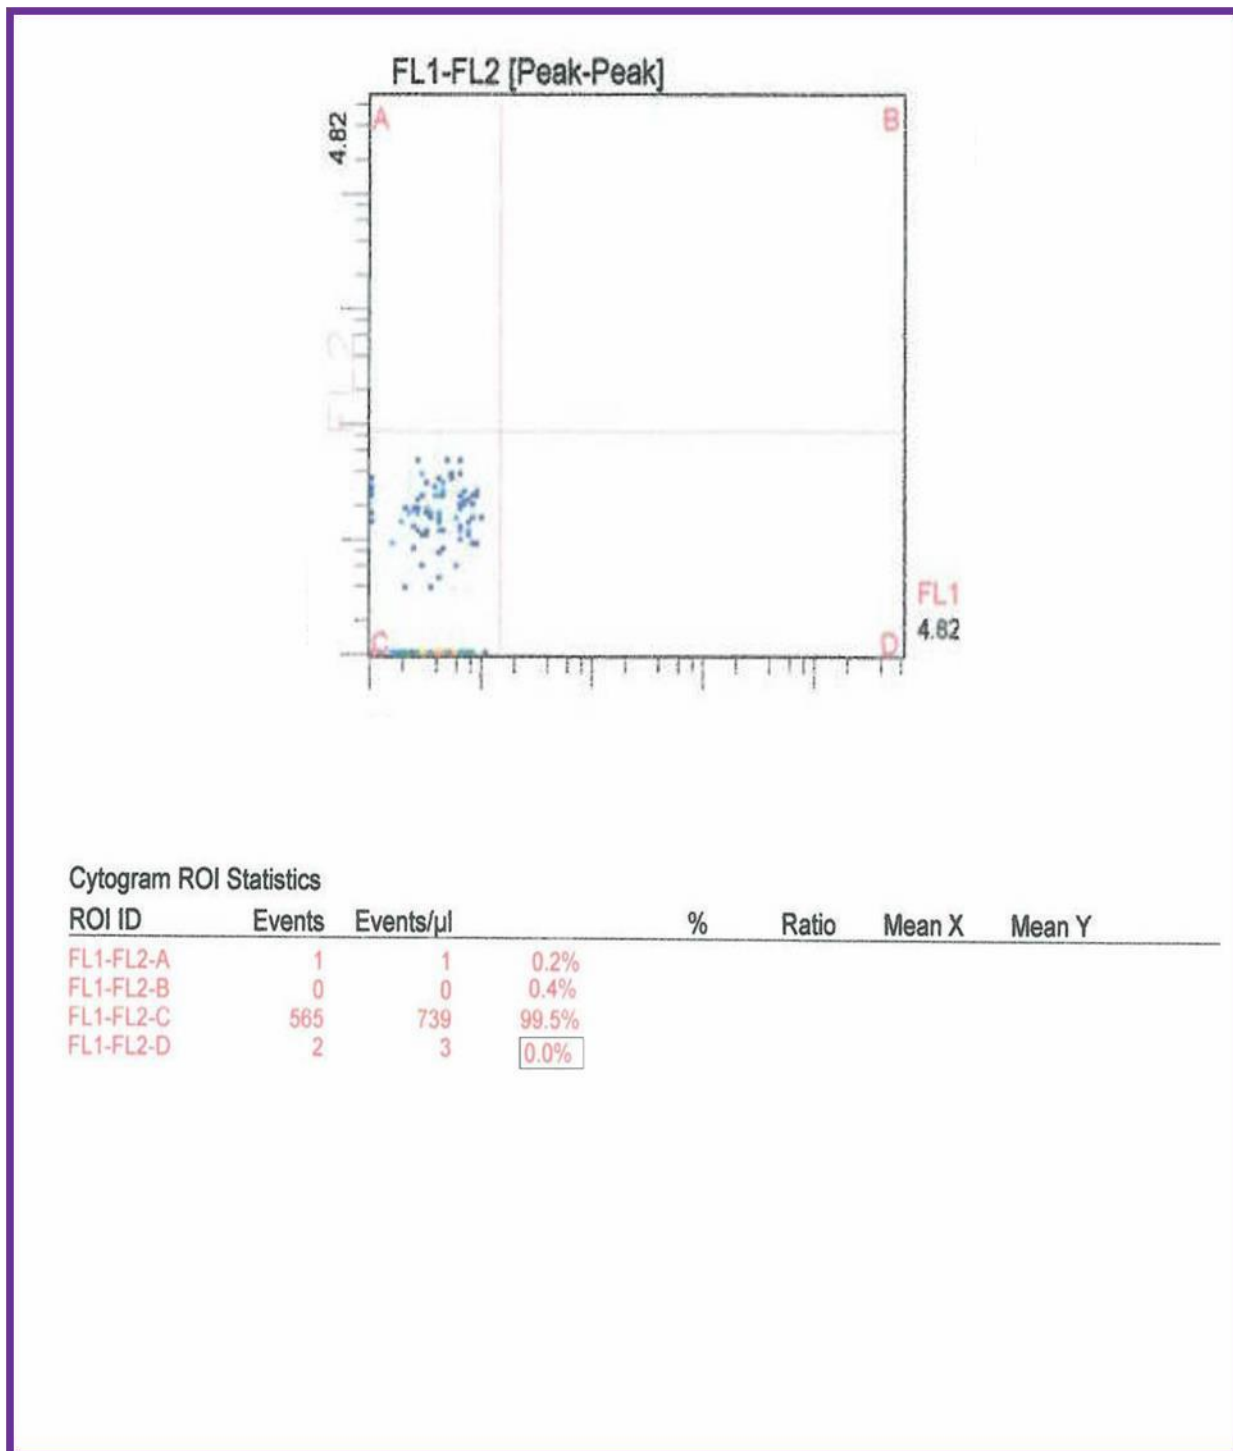 FL1-FL2 [Peak-Peak]
4.82
A
B
FL2
C
D
FL1
4.82
Cytogram ROI Statistics
ROI ID Events Events/µl % Ratio Mean X Mean Y
FL1-FL2-A 1 1 0.2%
FL1-FL2-B 0 0 0.4%
FL1-FL2-C 565 739 99.5%
FL1-FL2-D 2 3 0.0%